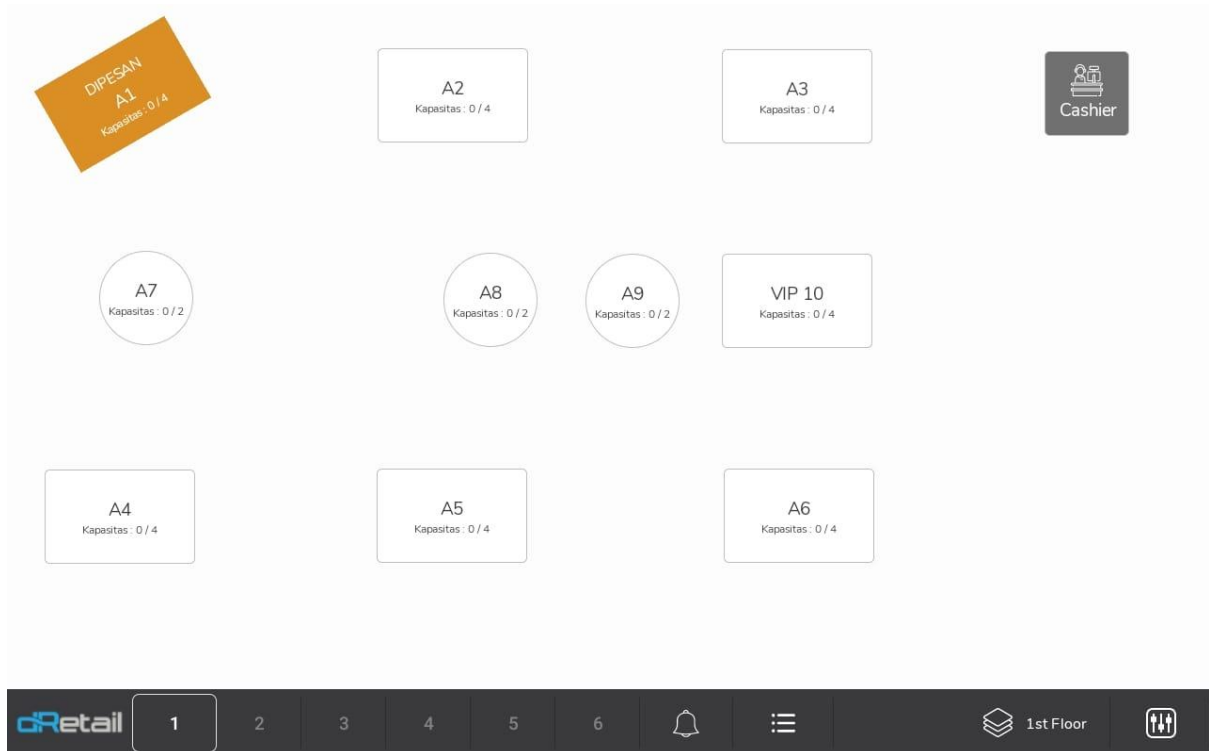 DIPESAN
A1
Kapasitas : 0 / 4
A2
Kapasitas : 0 / 4
A3
Kapasitas : 0 / 4
Cashier
A7
Kapasitas : 0 / 2
A8
Kapasitas : 0 / 2
A9
Kapasitas : 0 / 2
VIP 10
Kapasitas : 0 / 4
A4
Kapasitas : 0 / 4
A5
Kapasitas : 0 / 4
A6
Kapasitas : 0 / 4
dRetail 1 2 3 4 5 6 1st Floor